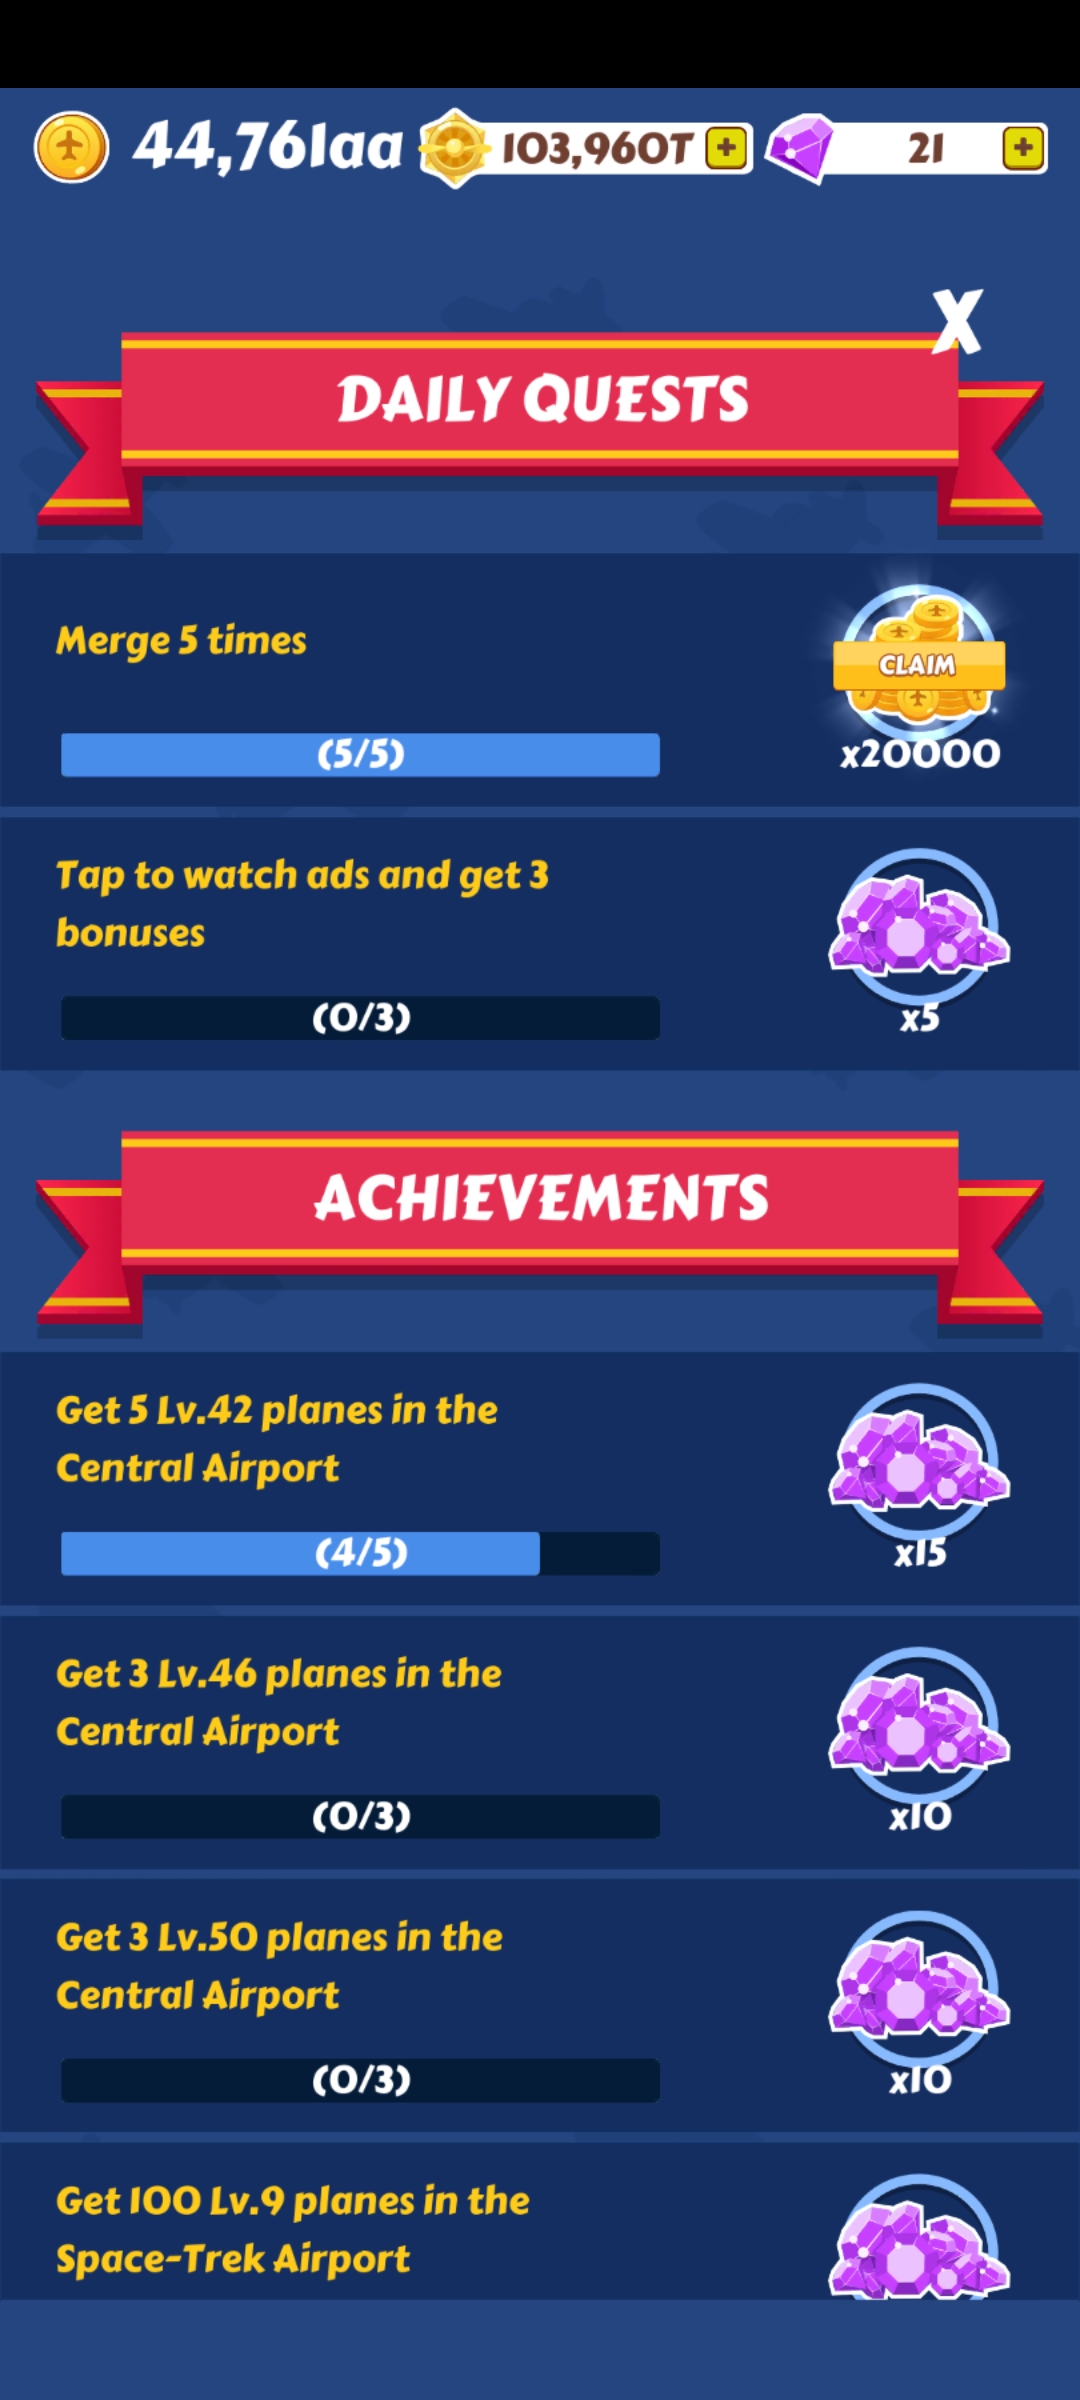 44,761aa 103,960T + 21 +
X
DAILY QUESTS
Merge 5 times
CLAIM
(5/5)
x20000
Tap to watch ads and get 3
bonuses
(0/3)
x5
ACHIEVEMENTS
Get 5 Lv.42 planes in the
Central Airport
(4/5)
x15
Get 3 Lv.46 planes in the
Central Airport
(0/3)
x10
Get 3 Lv.50 planes in the
Central Airport
(0/3)
x10
Get 100 Lv.9 planes in the
Space-Trek Airport